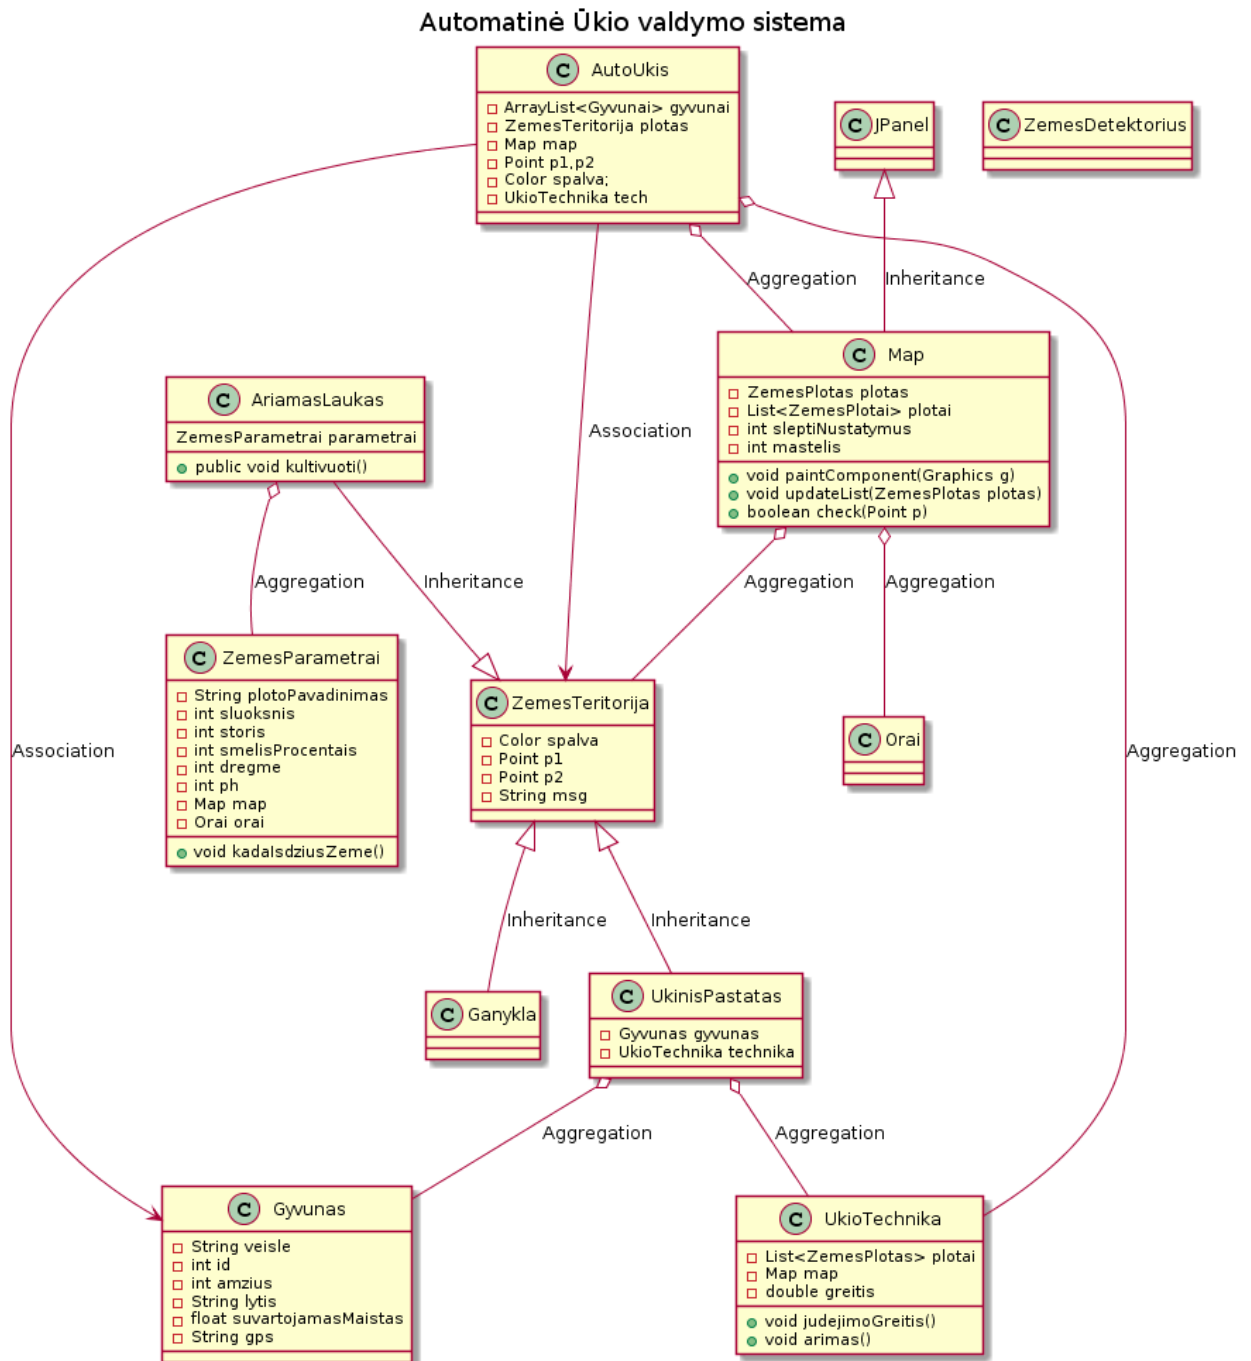 Automatinė Ūkio valdymo sistema
C AutoUkis
ArrayList<Gyvunai> gyvunai
ZemesTeritorija plotas
Map map
Point p1,p2
Color spalva;
UkioTechnika tech
C JPanel
C ZemesDetektorius
Aggregation
Inheritance
C Map
ZemesPlotas plotas
List<ZemesPlotai> plotai
int sleptiNustatymus
int mastelis
void paintComponent(Graphics g)
void updateList(ZemesPlotas plotas)
boolean check(Point p)
C AriamasLaukas
ZemesParametrai parametrai
public void kultivuoti()
Association
Aggregation
Inheritance
Aggregation
Aggregation
C ZemesParametrai
String plotoPavadinimas
int sluoksnis
int storis
int smelisProcentais
int dregme
int ph
Map map
Orai orai
void kadaIsdziusZeme()
C ZemesTeritorija
Color spalva
Point p1
Point p2
String msg
C Orai
Association
Aggregation
Inheritance
Inheritance
C Ganykla
C UkinisPastatas
Gyvunas gyvunas
UkioTechnika technika
Aggregation
Aggregation
C Gyvunas
String veisle
int id
int amzius
String lytis
float suvartojamasMaistas
String gps
C UkioTechnika
List<ZemesPlotas> plotai
Map map
double greitis
void judejimoGreitis()
void arimas()